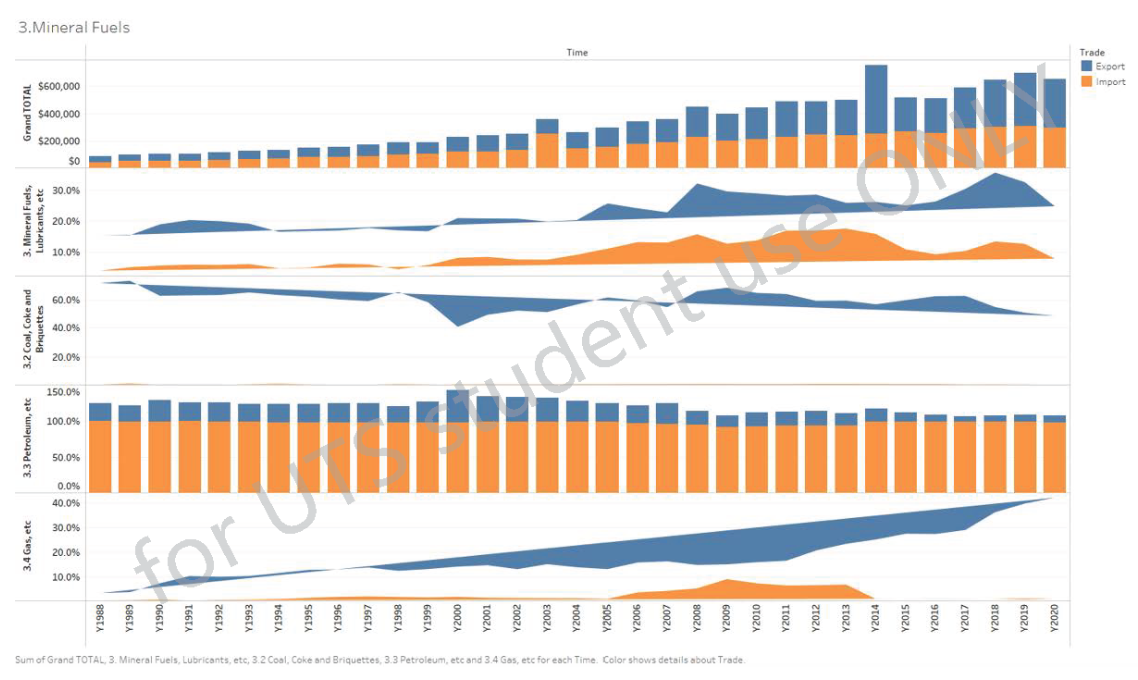 3.Mineral Fuels
Time
Trade
Export
Import
Grand TOTAL
$600,000
$400,000
$200,000
$0
3. Mineral Fuels,
Lubricants, etc
30.0%
20.0%
10.0%
3.2 Coal, Coke and
Briquettes
60.0%
40.0%
20.0%
3.3 Petroleum, etc
150.0%
100.0%
50.0%
0.0%
3.4 Gas, etc
40.0%
30.0%
20.0%
10.0%
for UTS student use ONLY
Y1988
Y1989
Y1990
Y1991
Y1992
Y1993
Y1994
Y1995
Y1996
Y1997
Y1998
Y1999
Y2000
Y2001
Y2002
Y2003
Y2004
Y2005
Y2006
Y2007
Y2008
Y2009
Y2010
Y2011
Y2012
Y2013
Y2014
Y2015
Y2016
Y2017
Y2018
Y2019
Y2020
Sum of Grand TOTAL, 3. Mineral Fuels, Lubricants, etc, 3.2 Coal, Coke and Briquettes, 3.3 Petroleum, etc and 3.4 Gas, etc for each Time. Color shows details about Trade.